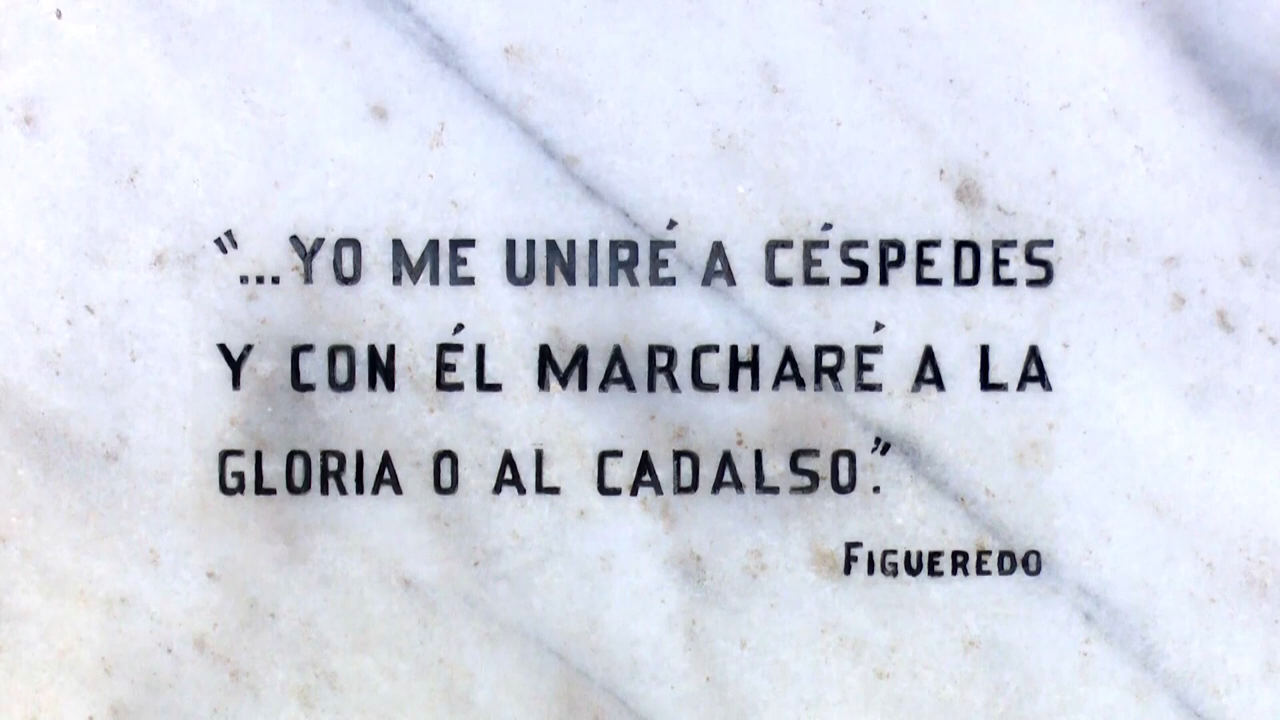 "...YO ME UNIRÉ A CÉSPEDES
Y CON ÉL MARCHARÉ A LA
GLORIA O AL CADALSO."
FIGUEREDO